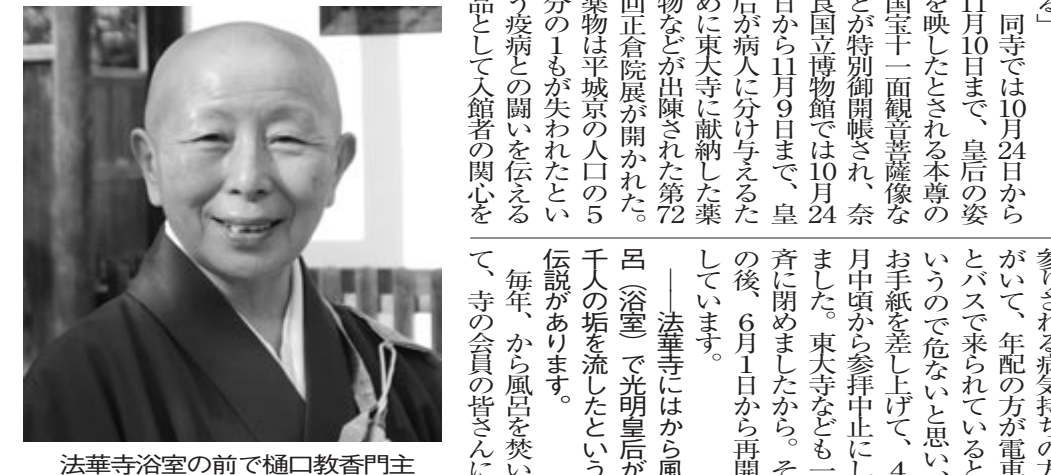 る」
　同寺では10月24日から
11月10日まで、皇后の姿
を映したとされる本尊の
国宝十一面観音菩薩像な
どが特別御開帳され、奈
良国立博物館では10月24
日から11月9日まで、皇
后が病人に分け与えるた
めに東大寺に献納した薬
物などが出陳された第72
回正倉院展が開かれた。
薬物は平城京の人口の5
分の1もが失われたとい
う疫病との闘いを伝える
品として入館者の関心を
参りされる病気持ちの方
がいて、年配の方が電車
とバスで来られていると
いうので危ないと思い、
お手紙を差し上げて、4
月中頃から参拝中止にし
ました。東大寺なども一
斉に閉めましたから。そ
の後、6月1日から再開
しています。
　――法華寺にはから風
呂（浴室）で光明皇后が
千人の垢を流したという
伝説があります。
　毎年、から風呂を焚い
て、寺の会員の皆さんに
法華寺浴室の前で樋口教香門主